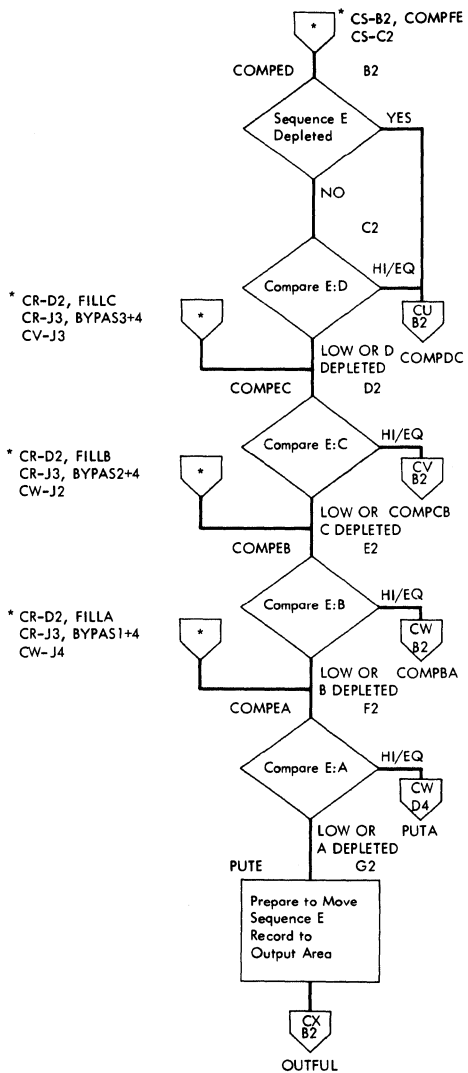 * CS-B2, COMPFE
CS-C2
*
COMPED
B2
Sequence E
Depleted
YES
NO
C2
Compare E:D
HI/EQ
CU
B2
COMPDC
* CR-D2, FILLC
CR-J3, BYPAS3+4
CV-J3
*
LOW OR D
DEPLETED
COMPEC
D2
Compare E:C
HI/EQ
CV
B2
COMPCB
* CR-D2, FILLB
CR-J3, BYPAS2+4
CW-J2
*
LOW OR
C DEPLETED
COMPEB
E2
Compare E:B
HI/EQ
CW
B2
COMPBA
* CR-D2, FILLA
CR-J3, BYPAS1+4
CW-J4
*
LOW OR
B DEPLETED
COMPEA
F2
Compare E:A
HI/EQ
CW
D4
PUTA
LOW OR
A DEPLETED
PUTE
G2
Prepare to Move
Sequence E
Record to
Output Area
CX
B2
OUTFUL